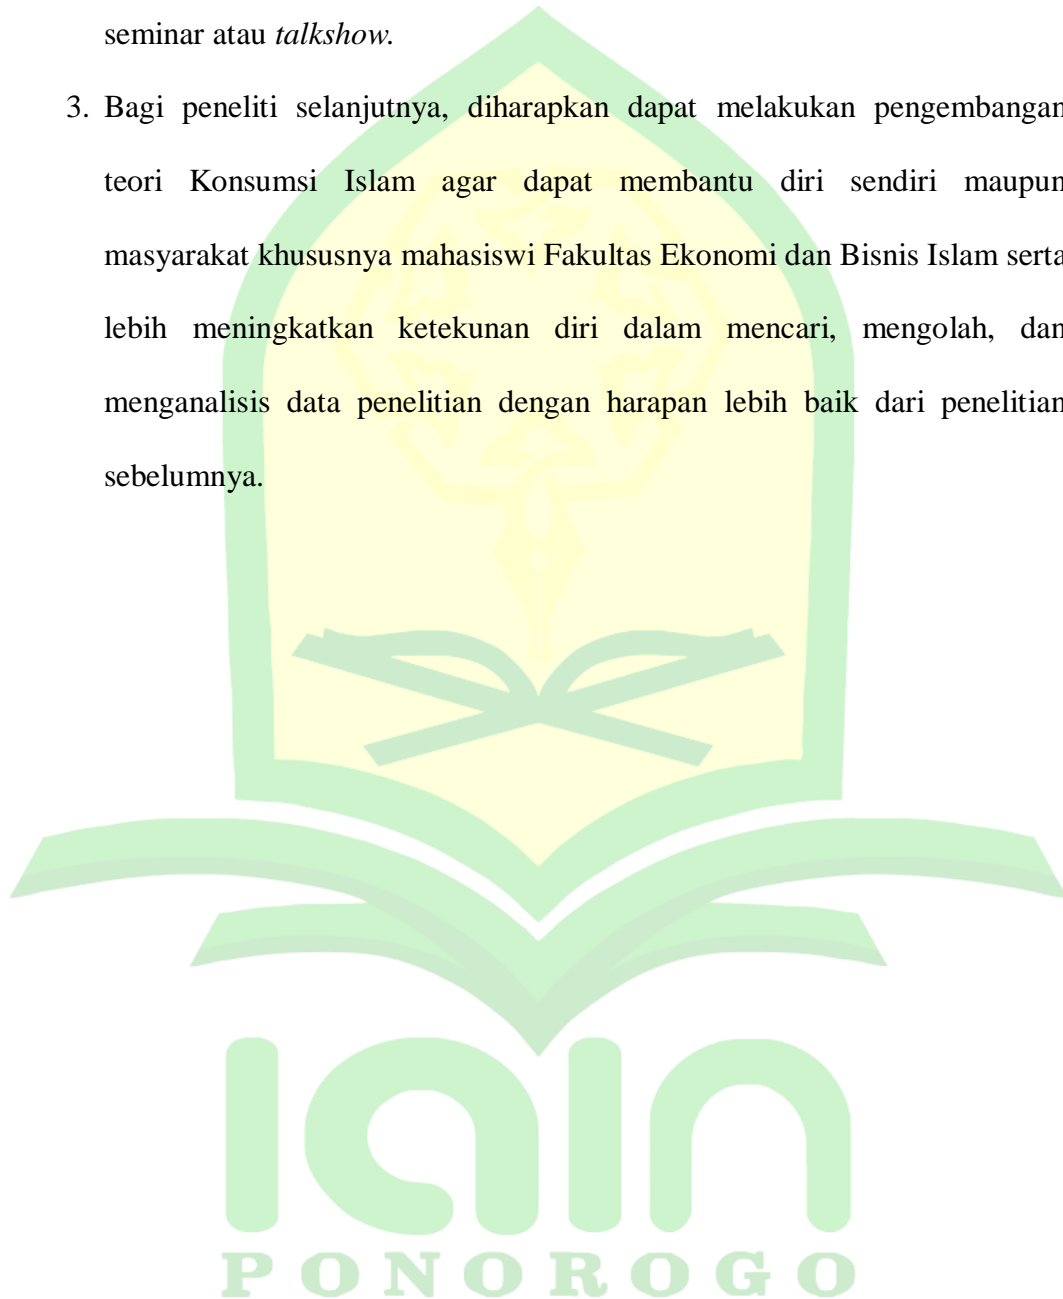 seminar atau talkshow.
3. Bagi peneliti selanjutnya, diharapkan dapat melakukan pengembangan
teori Konsumsi Islam agar dapat membantu diri sendiri maupun
masyarakat khususnya mahasiswi Fakultas Ekonomi dan Bisnis Islam serta
lebih meningkatkan ketekunan diri dalam mencari, mengolah, dan
menganalisis data penelitian dengan harapan lebih baik dari penelitian
sebelumnya.
iain
PONOROGO